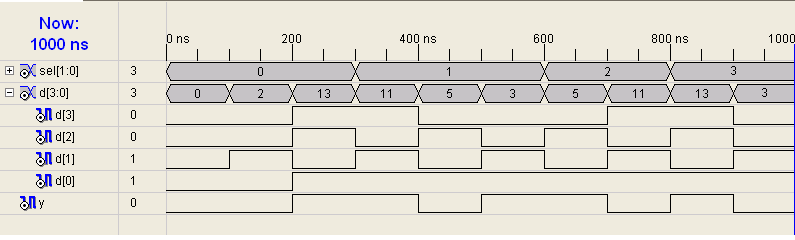 Now:
1000 ns
0 ns 200 400 ns 600 800 ns 1000
sel[1:0] 3 0 1 2 3
d[3:0] 3 0 2 13 11 5 3 5 11 13 3
d[3] 0
d[2] 0
d[1] 1
d[0] 1
y 0